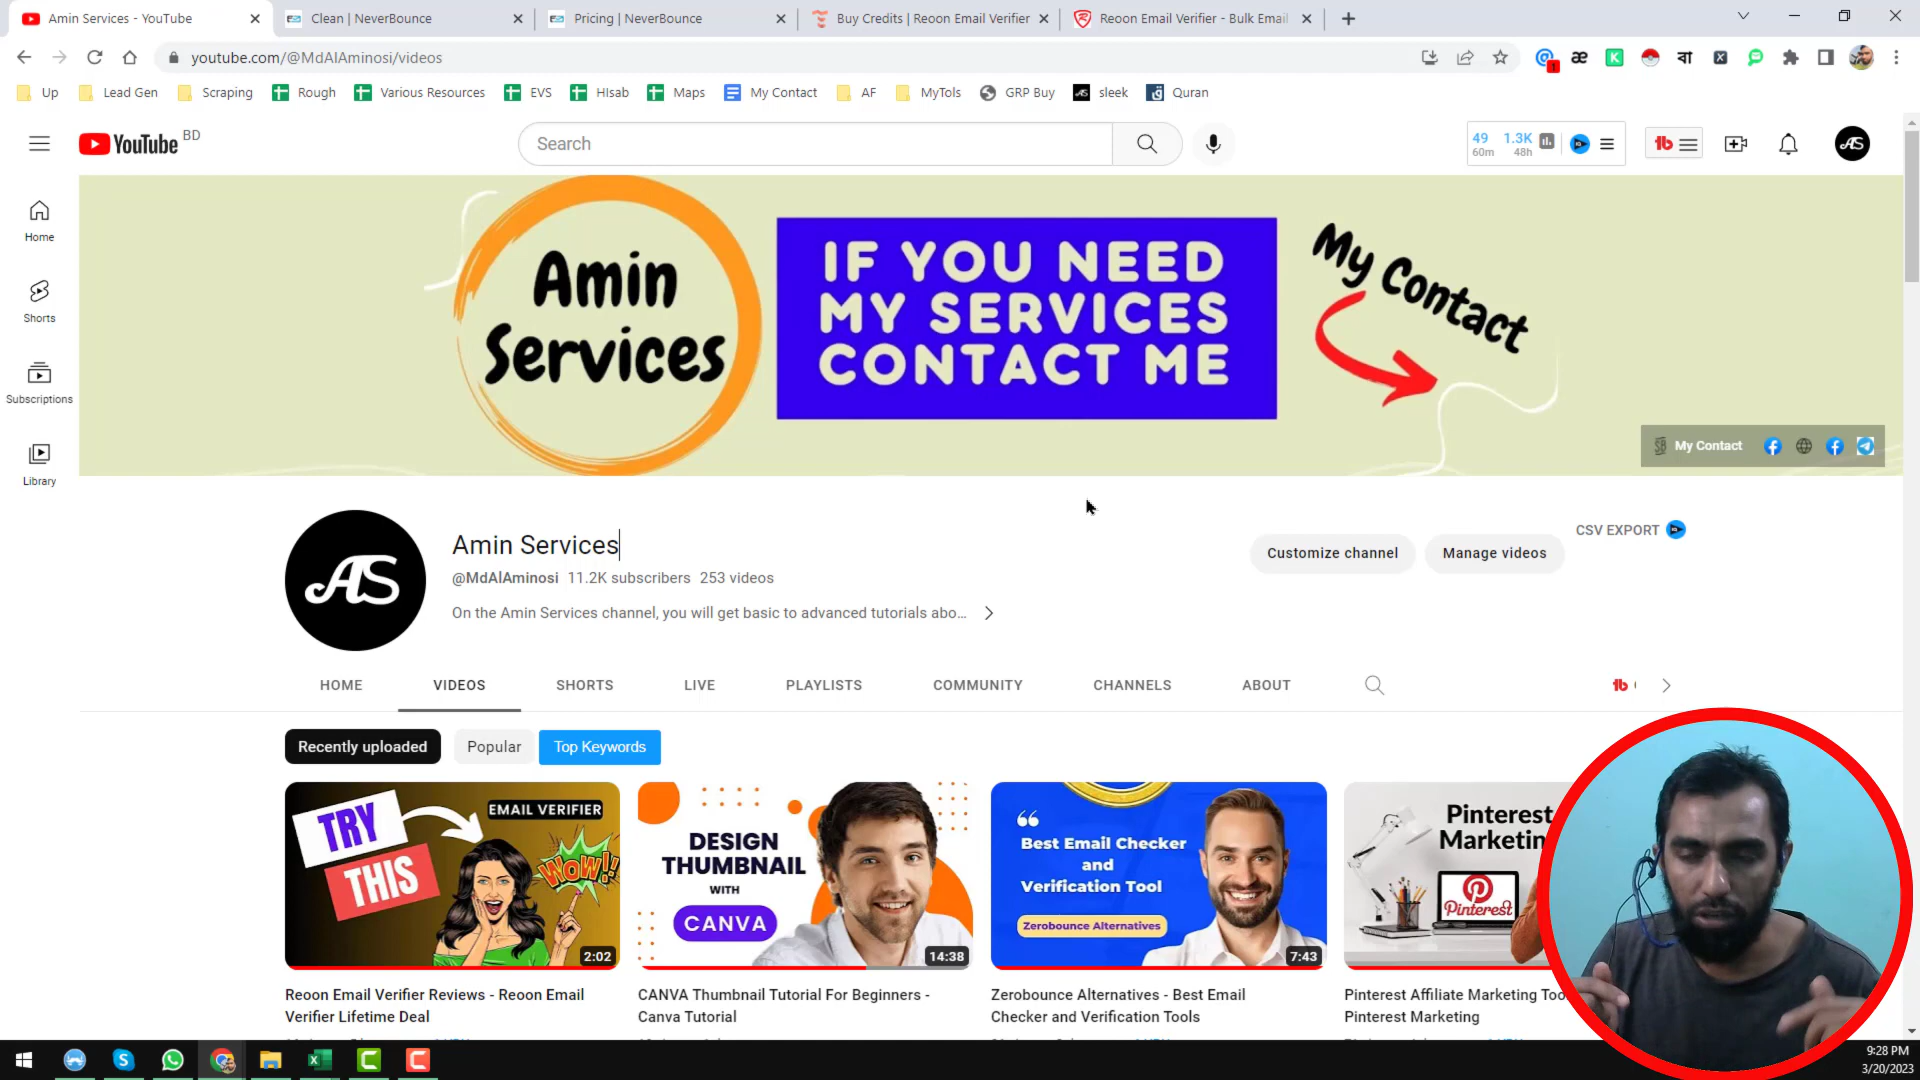 Amin Services - YouTube
Clean | NeverBounce
Pricing | NeverBounce
Buy Credits | Reoon Email Verifier
Reoon Email Verifier - Bulk Email
youtube.com/@MdAlAminosi/videos
1
æ
K
বা
X
Up
Lead Gen
Scraping
Rough
Various Resources
EVS
HIsab
Maps
My Contact
AF
MyTols
GRP Buy
sleek
Quran
YouTube BD
Search
49
60m
1.3K
48h
AS
Home
Shorts
Subscriptions
Library
Amin
Services
IF YOU NEED
MY SERVICES
CONTACT ME
My Contact
My Contact
AS
Amin Services
@MdAlAminosi 11.2K subscribers 253 videos
On the Amin Services channel, you will get basic to advanced tutorials abo...
Customize channel
Manage videos
CSV EXPORT
HOME
VIDEOS
SHORTS
LIVE
PLAYLISTS
COMMUNITY
CHANNELS
ABOUT
Recently uploaded
Popular
Top Keywords
EMAIL VERIFIER
TRY
THIS
WOW!
2:02
DESIGN
THUMBNAIL
WITH
CANVA
14:38
Best Email Checker
and
Verification Tool
Zerobounce Alternatives
7:43
Pinterest
Marketin
Pinterest
Reoon Email Verifier Reviews - Reoon Email
Verifier Lifetime Deal
CANVA Thumbnail Tutorial For Beginners -
Canva Tutorial
Zerobounce Alternatives - Best Email
Checker and Verification Tools
Pinterest Affiliate Marketing Too
Pinterest Marketing
9:28 PM
3/20/2023